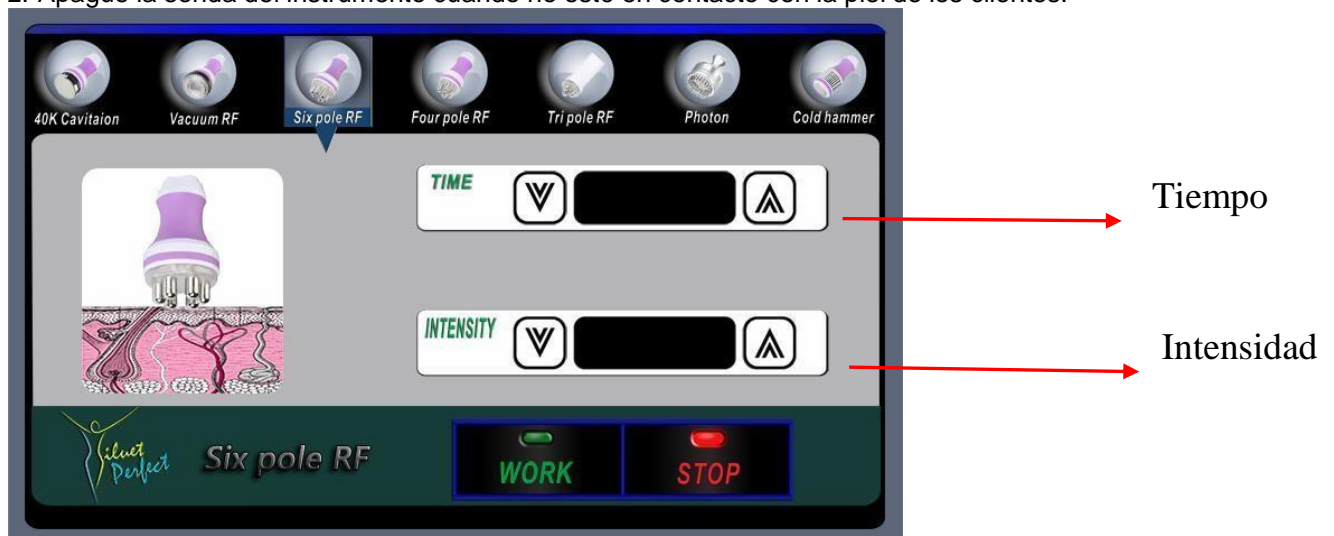 2. Apague la sonda del instrumento cuando no esté en contacto con la piel de los clientes.
40K Cavitaion Vacuum RF Six pole RF Four pole RF Tri pole RF Photon Cold hammer
TIME
Tiempo
INTENSITY
Intensidad
Siluet
Perfect
Six pole RF
WORK STOP